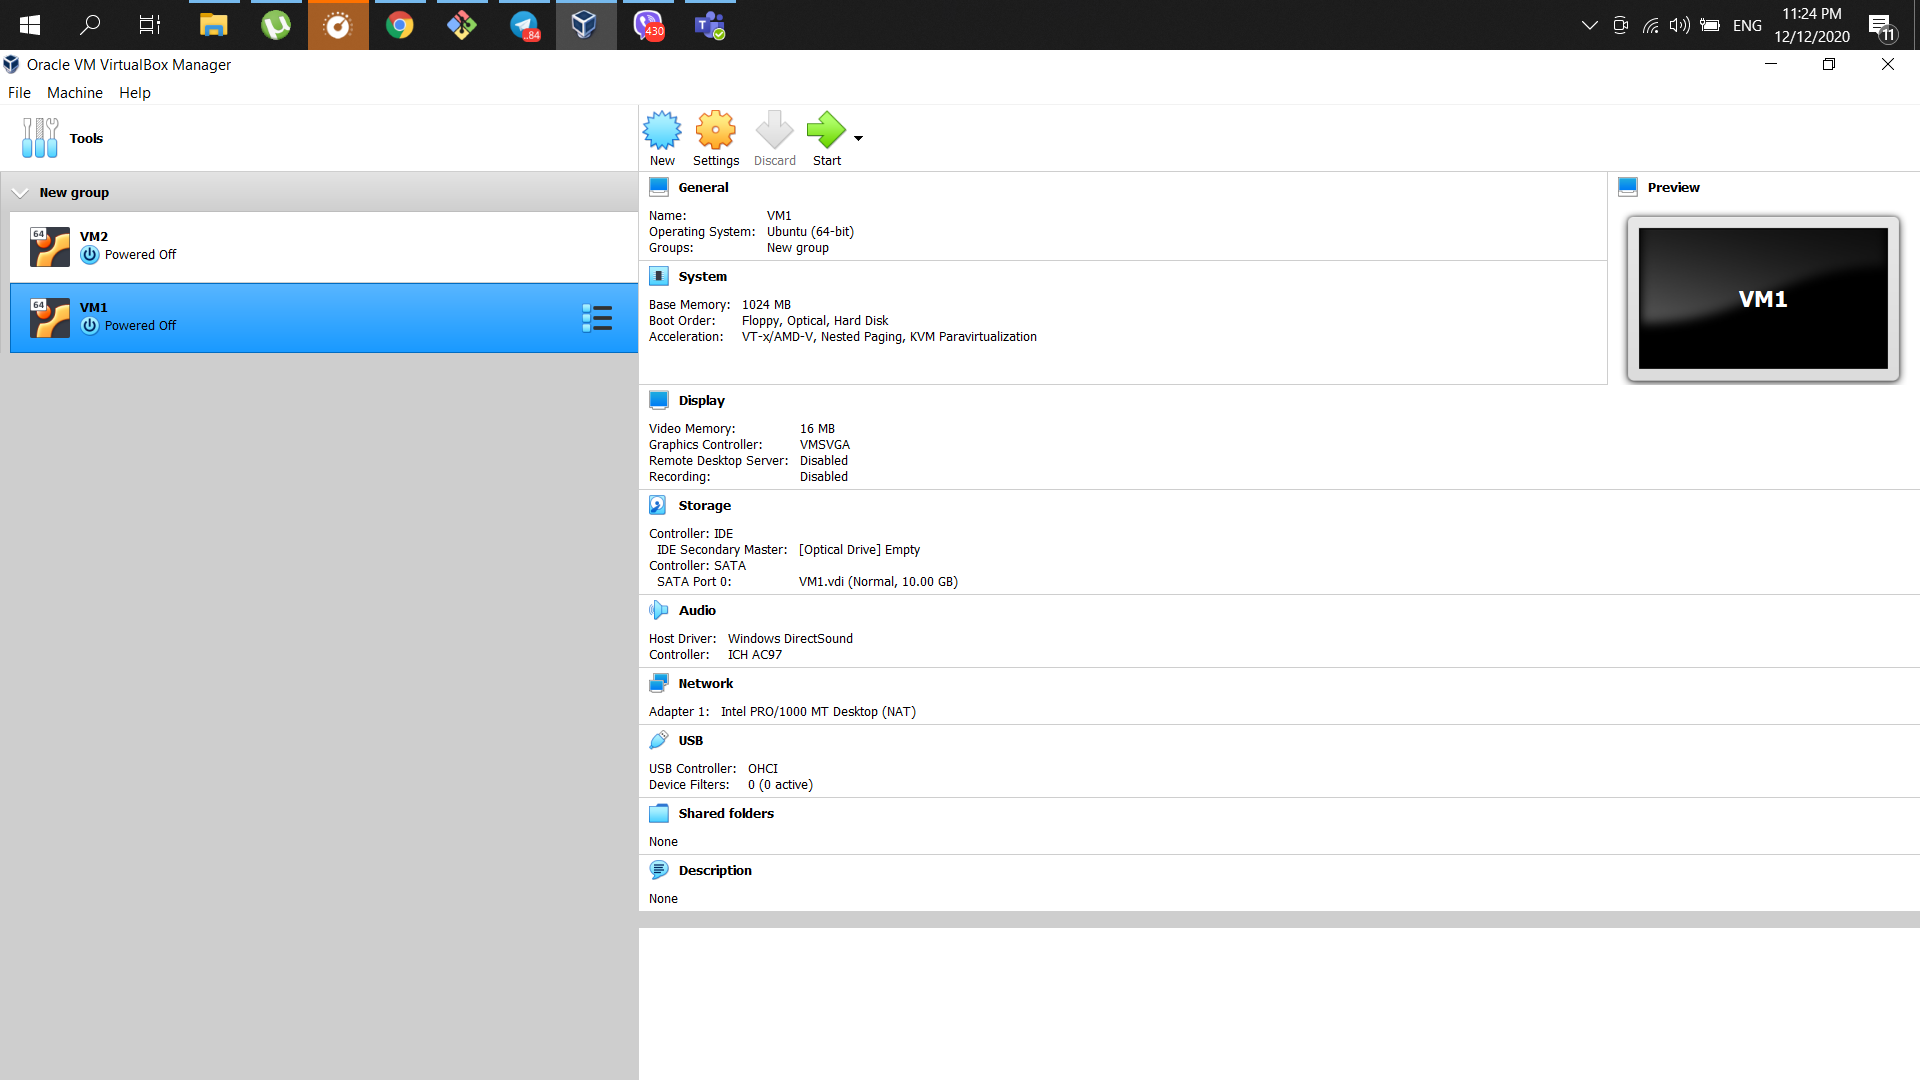 ..84
430
T
ENG
11:24 PM
12/12/2020
11
Oracle VM VirtualBox Manager
File Machine Help
Tools
New Settings Discard Start
New group
64
VM2
Powered Off
64
VM1
Powered Off
General
Name: VM1
Operating System: Ubuntu (64-bit)
Groups: New group
System
Base Memory: 1024 MB
Boot Order: Floppy, Optical, Hard Disk
Acceleration: VT-x/AMD-V, Nested Paging, KVM Paravirtualization
Preview
VM1
Display
Video Memory: 16 MB
Graphics Controller: VMSVGA
Remote Desktop Server: Disabled
Recording: Disabled
Storage
Controller: IDE
IDE Secondary Master: [Optical Drive] Empty
Controller: SATA
SATA Port 0: VM1.vdi (Normal, 10.00 GB)
Audio
Host Driver: Windows DirectSound
Controller: ICH AC97
Network
Adapter 1: Intel PRO/1000 MT Desktop (NAT)
USB
USB Controller: OHCI
Device Filters: 0 (0 active)
Shared folders
None
Description
None